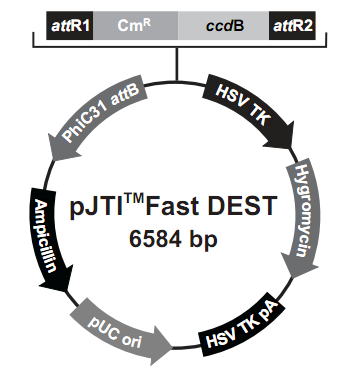 attR1 Cmᴿ ccdB attR2
PhiC31 attB
HSV TK
Hygromycin
HSV TK pA
pUC ori
Ampicillin
pJTI™Fast DEST
6584 bp